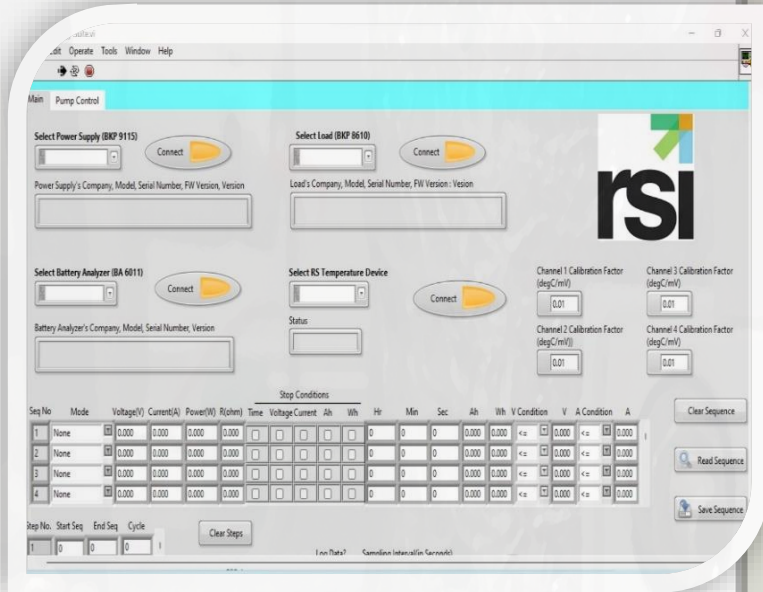 Edit Operate Tools Window Help
Main Pump Control
Select Power Supply (BKP 9115)
Connect
Select Load (BKP 8610)
Connect
Power Supply's Company, Model, Serial Number, FW Version, Version
Load's Company, Model, Serial Number, FW Version : Vesion
rsi
Select Battery Analyzer (BA 6011)
Connect
Select RS Temperature Device
Connect
Battery Analyzer's Company, Model, Serial Number, Version
Status
Channel 1 Calibration Factor
(degC/mV)
0.01
Channel 3 Calibration Factor
(degC/mV)
0.01
Channel 2 Calibration Factor
(degC/mV))
0.01
Channel 4 Calibration Factor
(degC/mV)
0.01
Stop Conditions
Seq No Mode Voltage(V) Current(A) Power(W) R(ohm) Time Voltage Current Ah Wh Hr Min Sec Ah Wh V Condition V A Condition A
1 None 0.000 0.000 0.000 0.000 0 0 0 0.000 0.000 <= 0.000 <= 0.000
2 None 0.000 0.000 0.000 0.000 0 0 0 0.000 0.000 <= 0.000 <= 0.000
3 None 0.000 0.000 0.000 0.000 0 0 0 0.000 0.000 <= 0.000 <= 0.000
4 None 0.000 0.000 0.000 0.000 0 0 0 0.000 0.000 <= 0.000 <= 0.000
Clear Sequence
Read Sequence
Save Sequence
Step No. Start Seq End Seq Cycle
1 0 0 0
Clear Steps
Log Data? Sampling Interval(in Seconds)